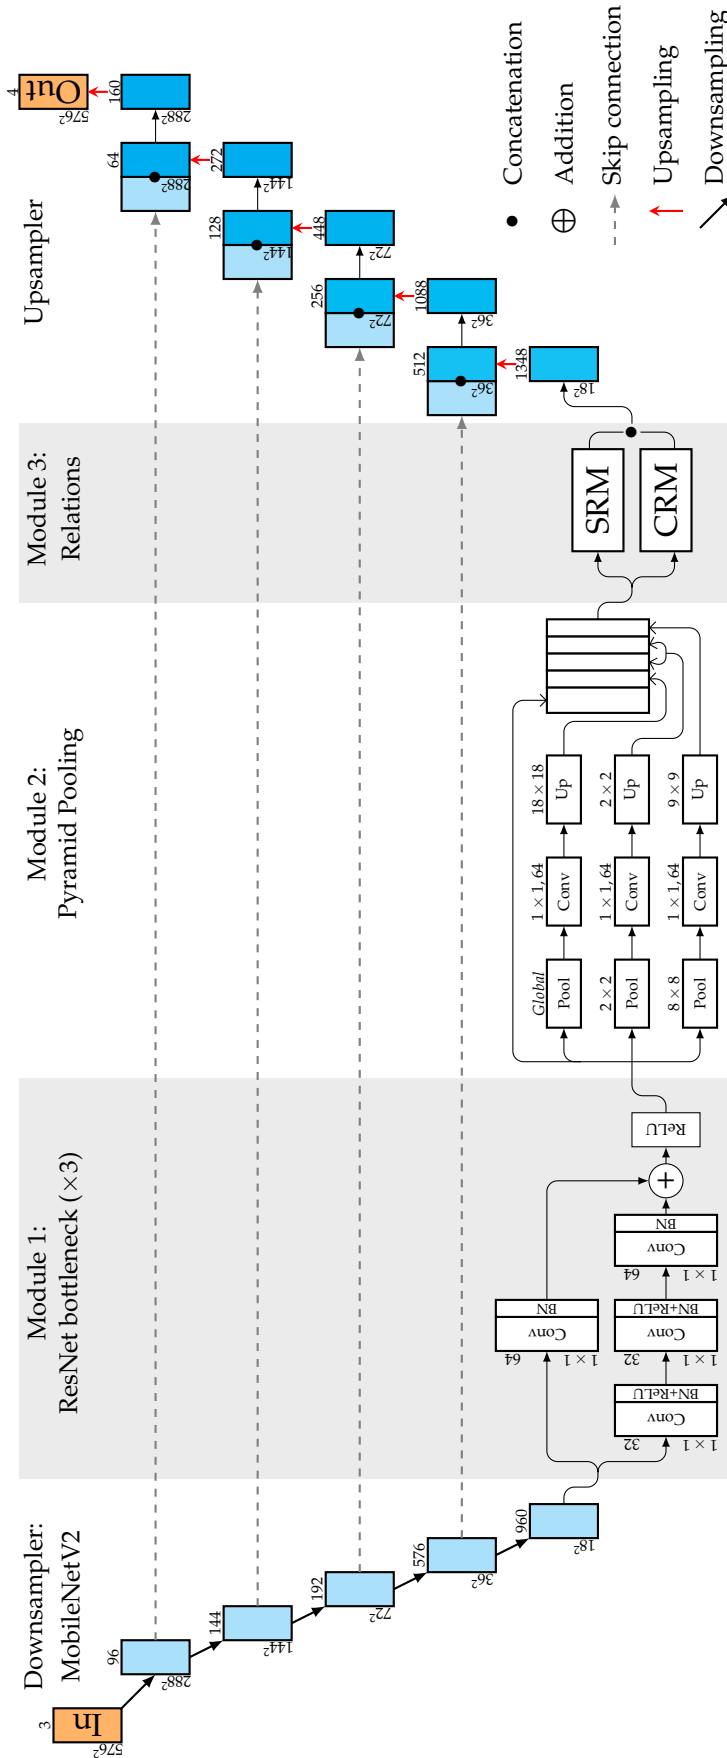 Downsampler:
MobileNetV2
Module 1:
ResNet bottleneck (×3)
Module 2:
Pyramid Pooling
Module 3:
Relations
Upsampler
3
In
576²
96
288²
144
144²
192
72²
576
36²
960
18²
64
Conv
BN
1 × 1
32
Conv
BN+ReLU
1 × 1
32
Conv
BN+ReLU
1 × 1
64
Conv
BN
1 × 1
+
ReLU
Global
Pool
1 × 1, 64
Conv
18 × 18
Up
2 × 2
Pool
1 × 1, 64
Conv
2 × 2
Up
8 × 8
Pool
1 × 1, 64
Conv
9 × 9
Up
SRM
CRM
1348
18²
512
36²
1088
36²
256
72²
448
72²
128
144²
272
144²
64
288²
160
288²
4
Out
576²
Concatenation
Addition
Skip connection
Upsampling
Downsampling